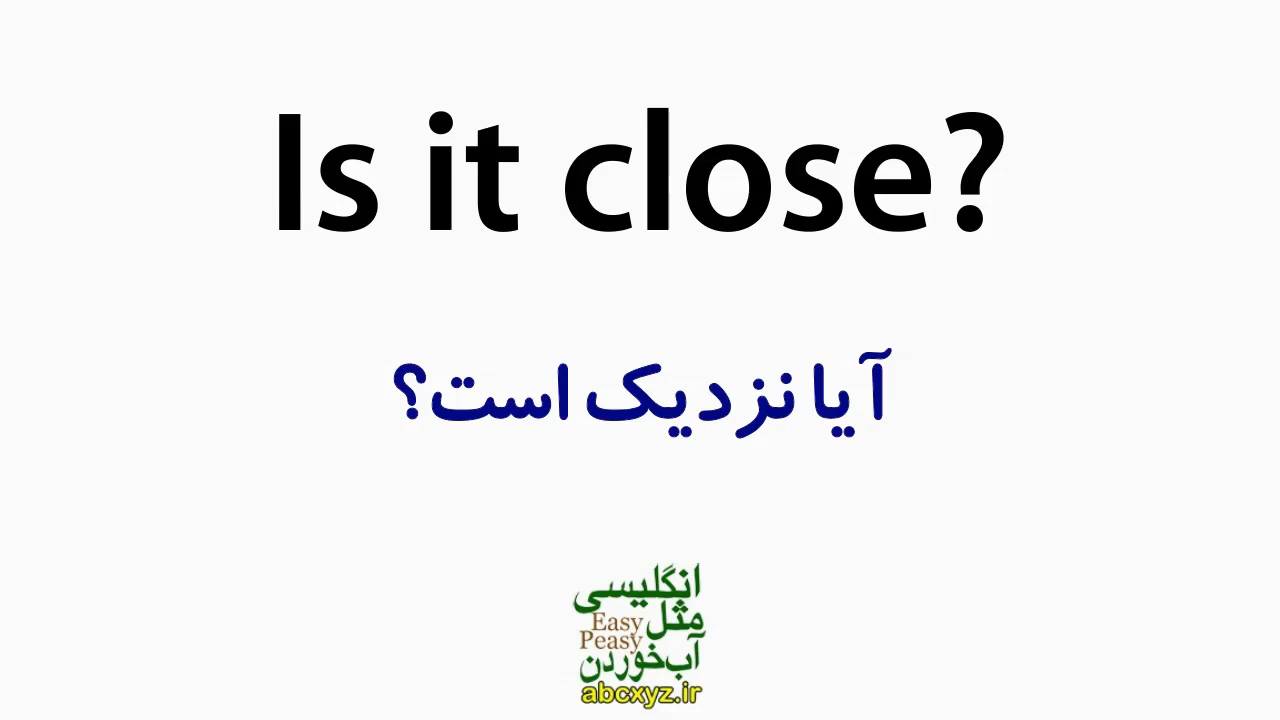 Is it close?
آیا نزدیک است؟
انگلیسی
مثل
Easy
Peasy
آب‌خوردن
abcxyz.ir